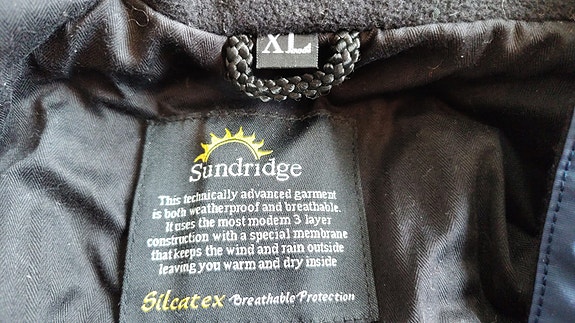 XL
Sundridge
This technically advanced garment
is both weatherproof and breathable.
It uses the most modern 3 layer
construction with a special membrane
that keeps the wind and rain outside
leaving you warm and dry inside
Silcatex Breathable Protection